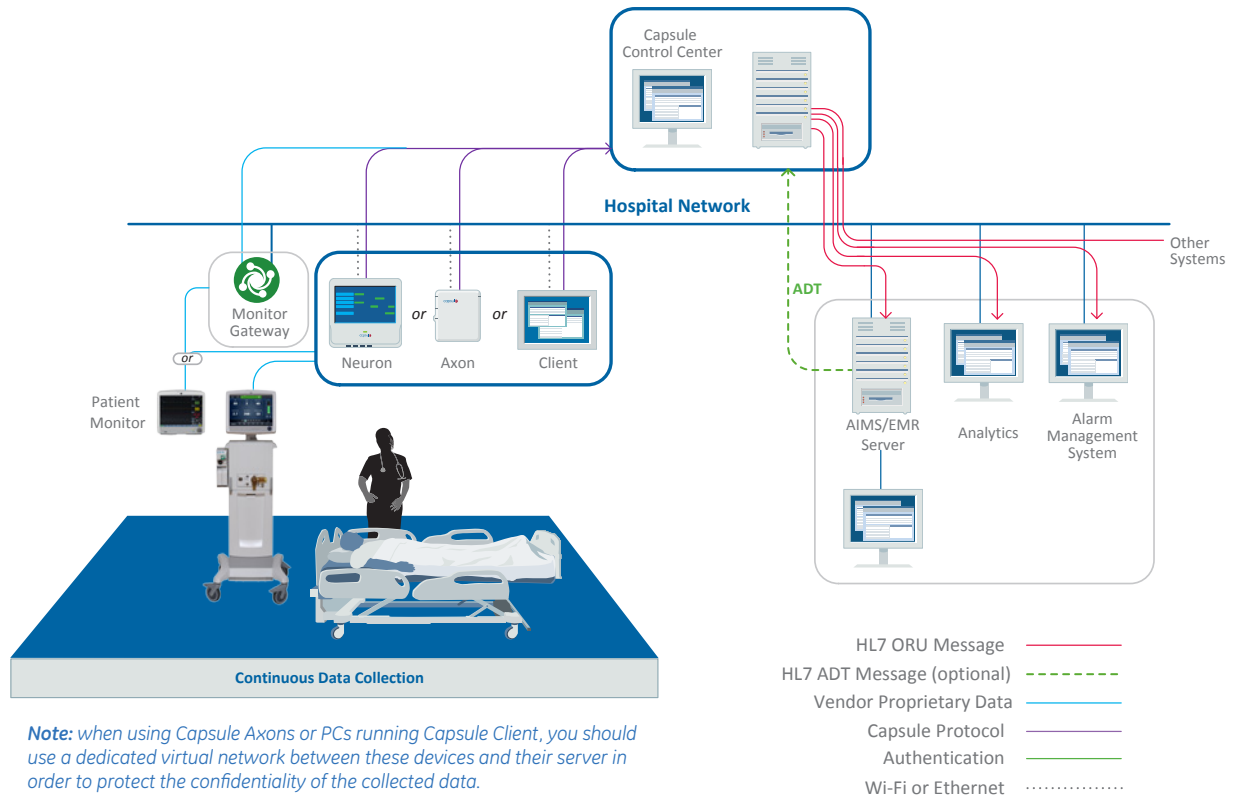 Capsule
Control Center
Hospital Network
Other
Systems
ADT
Monitor
Gateway
or
or
or
Neuron
Axon
Client
Patient
Monitor
AIMS/EMR
Server
Analytics
Alarm
Management
System
Continuous Data Collection
Note: when using Capsule Axons or PCs running Capsule Client, you should
use a dedicated virtual network between these devices and their server in
order to protect the confidentiality of the collected data.
HL7 ORU Message
HL7 ADT Message (optional)
Vendor Proprietary Data
Capsule Protocol
Authentication
Wi-Fi or Ethernet